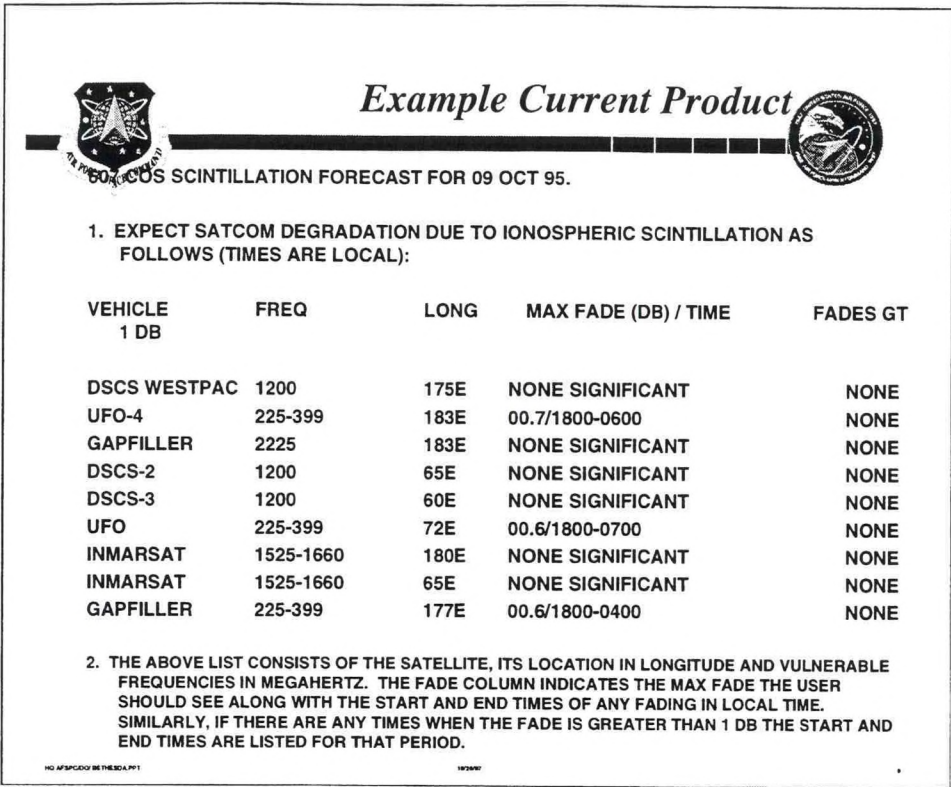 Example Current Product
COS SCINTILLATION FORECAST FOR 09 OCT 95.
1. EXPECT SATCOM DEGRADATION DUE TO IONOSPHERIC SCINTILLATION AS
FOLLOWS (TIMES ARE LOCAL):
VEHICLE FREQ LONG MAX FADE (DB) / TIME FADES GT
1 DB
DSCS WESTPAC 1200 175E NONE SIGNIFICANT NONE
UFO-4 225-399 183E 00.7/1800-0600 NONE
GAPFILLER 2225 183E NONE SIGNIFICANT NONE
DSCS-2 1200 65E NONE SIGNIFICANT NONE
DSCS-3 1200 60E NONE SIGNIFICANT NONE
UFO 225-399 72E 00.6/1800-0700 NONE
INMARSAT 1525-1660 180E NONE SIGNIFICANT NONE
INMARSAT 1525-1660 65E NONE SIGNIFICANT NONE
GAPFILLER 225-399 177E 00.6/1800-0400 NONE
2. THE ABOVE LIST CONSISTS OF THE SATELLITE, ITS LOCATION IN LONGITUDE AND VULNERABLE
FREQUENCIES IN MEGAHERTZ. THE FADE COLUMN INDICATES THE MAX FADE THE USER
SHOULD SEE ALONG WITH THE START AND END TIMES OF ANY FADING IN LOCAL TIME.
SIMILARLY, IF THERE ARE ANY TIMES WHEN THE FADE IS GREATER THAN 1 DB THE START AND
END TIMES ARE LISTED FOR THAT PERIOD.
HQ AFSPC/DO/ BETHESDA.PPT